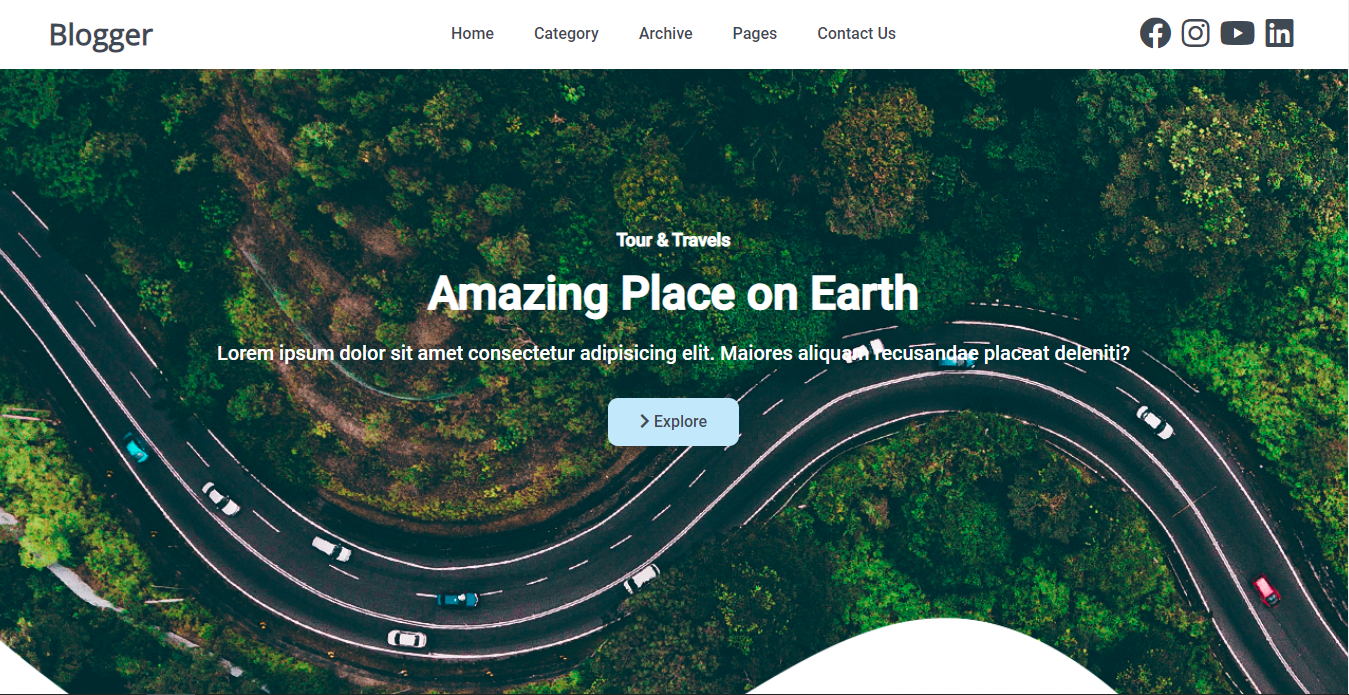 Blogger
Home Category Archive Pages Contact Us
Tour & Travels
Amazing Place on Earth
Lorem ipsum dolor sit amet consectetur adipisicing elit. Maiores aliquam recusandae placeat deleniti?
Explore